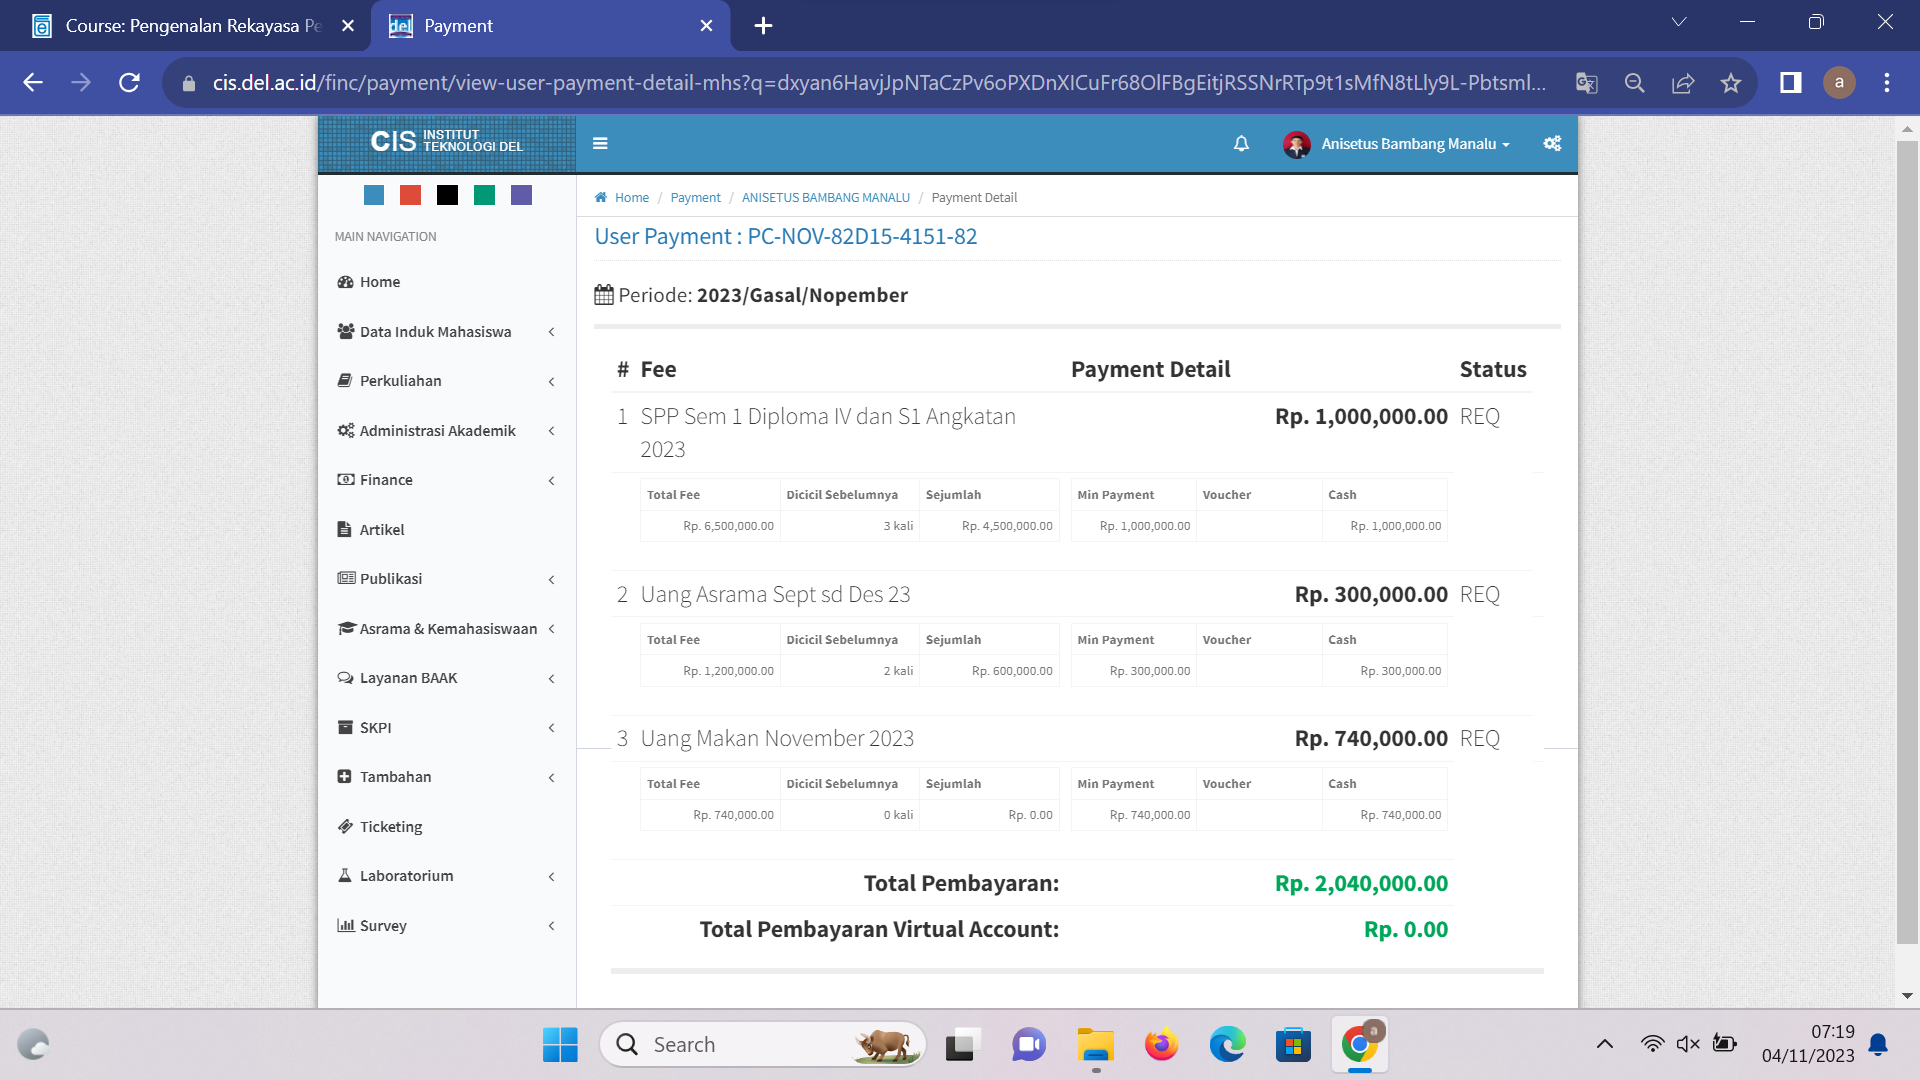 Course: Pengenalan Rekayasa Pe
Payment
cis.del.ac.id/finc/payment/view-user-payment-detail-mhs?q=dxyan6HavjJpNTaCzPv6oPXDnXICuFr68OlFBgEitjRSSNrRTp9t1sMfN8tLly9L-Pbtsml...
a
CIS INSTITUT TEKNOLOGI DEL
Anisetus Bambang Manalu
MAIN NAVIGATION
Home
Data Induk Mahasiswa
Perkuliahan
Administrasi Akademik
Finance
Artikel
Publikasi
Asrama & Kemahasiswaan
Layanan BAAK
SKPI
Tambahan
Ticketing
Laboratorium
Survey
Home / Payment / ANISETUS BAMBANG MANALU / Payment Detail
User Payment : PC-NOV-82D15-4151-82
Periode: 2023/Gasal/Nopember
# Fee Payment Detail Status
1 SPP Sem 1 Diploma IV dan S1 Angkatan 2023 Rp. 1,000,000.00 REQ
Total Fee Dicicil Sebelumnya Sejumlah Min Payment Voucher Cash
Rp. 6,500,000.00 3 kali Rp. 4,500,000.00 Rp. 1,000,000.00 Rp. 1,000,000.00
2 Uang Asrama Sept sd Des 23 Rp. 300,000.00 REQ
Total Fee Dicicil Sebelumnya Sejumlah Min Payment Voucher Cash
Rp. 1,200,000.00 2 kali Rp. 600,000.00 Rp. 300,000.00 Rp. 300,000.00
3 Uang Makan November 2023 Rp. 740,000.00 REQ
Total Fee Dicicil Sebelumnya Sejumlah Min Payment Voucher Cash
Rp. 740,000.00 0 kali Rp. 0.00 Rp. 740,000.00 Rp. 740,000.00
Total Pembayaran: Rp. 2,040,000.00
Total Pembayaran Virtual Account: Rp. 0.00
Search
a
07:19
04/11/2023